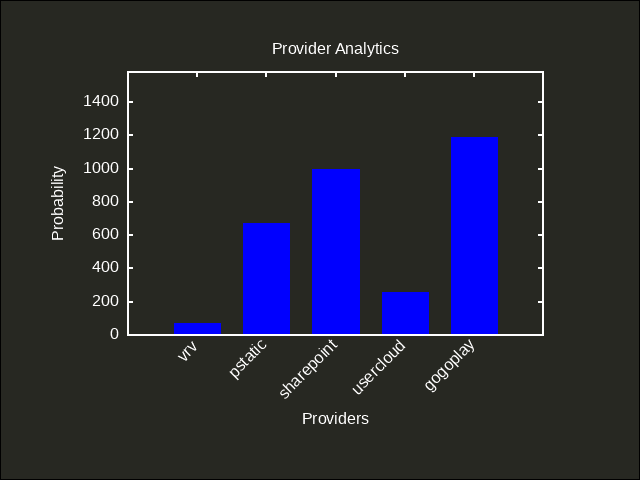 Provider Analytics
Probability
1400
1200
1000
800
600
400
200
0
vrv
pstatic
sharepoint
usercloud
gogoplay
Providers